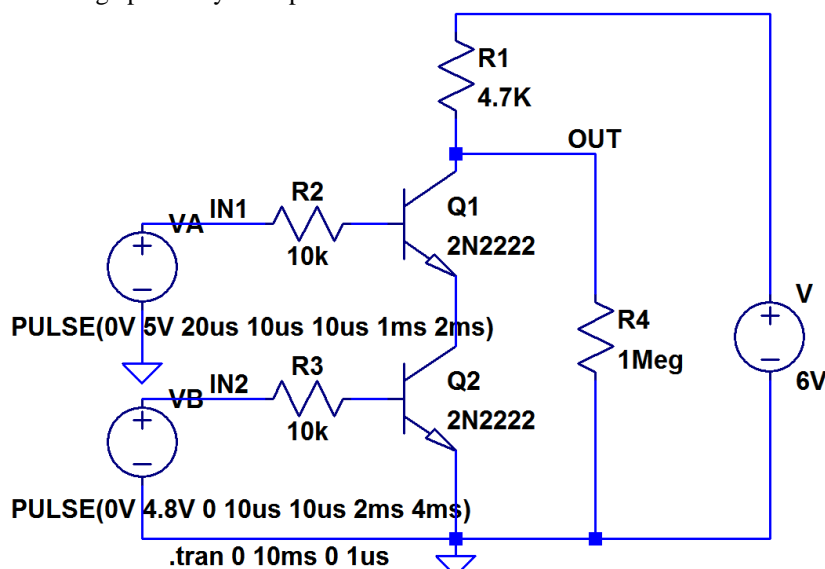 R1
4.7K
OUT
R2
IN1
VA
Q1
10k
2N2222
V
PULSE(0V 5V 20us 10us 10us 1ms 2ms)
R4
1Meg
6V
R3
IN2
VB
Q2
10k
2N2222
PULSE(0V 4.8V 0 10us 10us 2ms 4ms)
.tran 0 10ms 0 1us